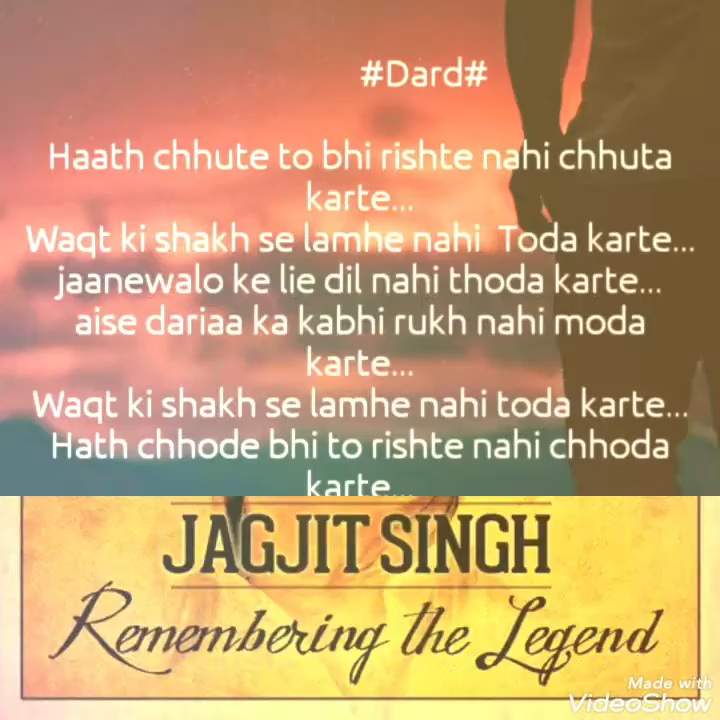 #Dard#
Haath chhute to bhi rishte nahi chhuta
karte...
Waqt ki shakh se lamhe nahi Toda karte...
jaanewalo ke lie dil nahi thoda karte...
aise dariaa ka kabhi rukh nahi moda
karte...
Waqt ki shakh se lamhe nahi toda karte...
Hath chhode bhi to rishte nahi chhoda
karte...
JAGJIT SINGH
Remembering the Legend
Made with
VideoShow